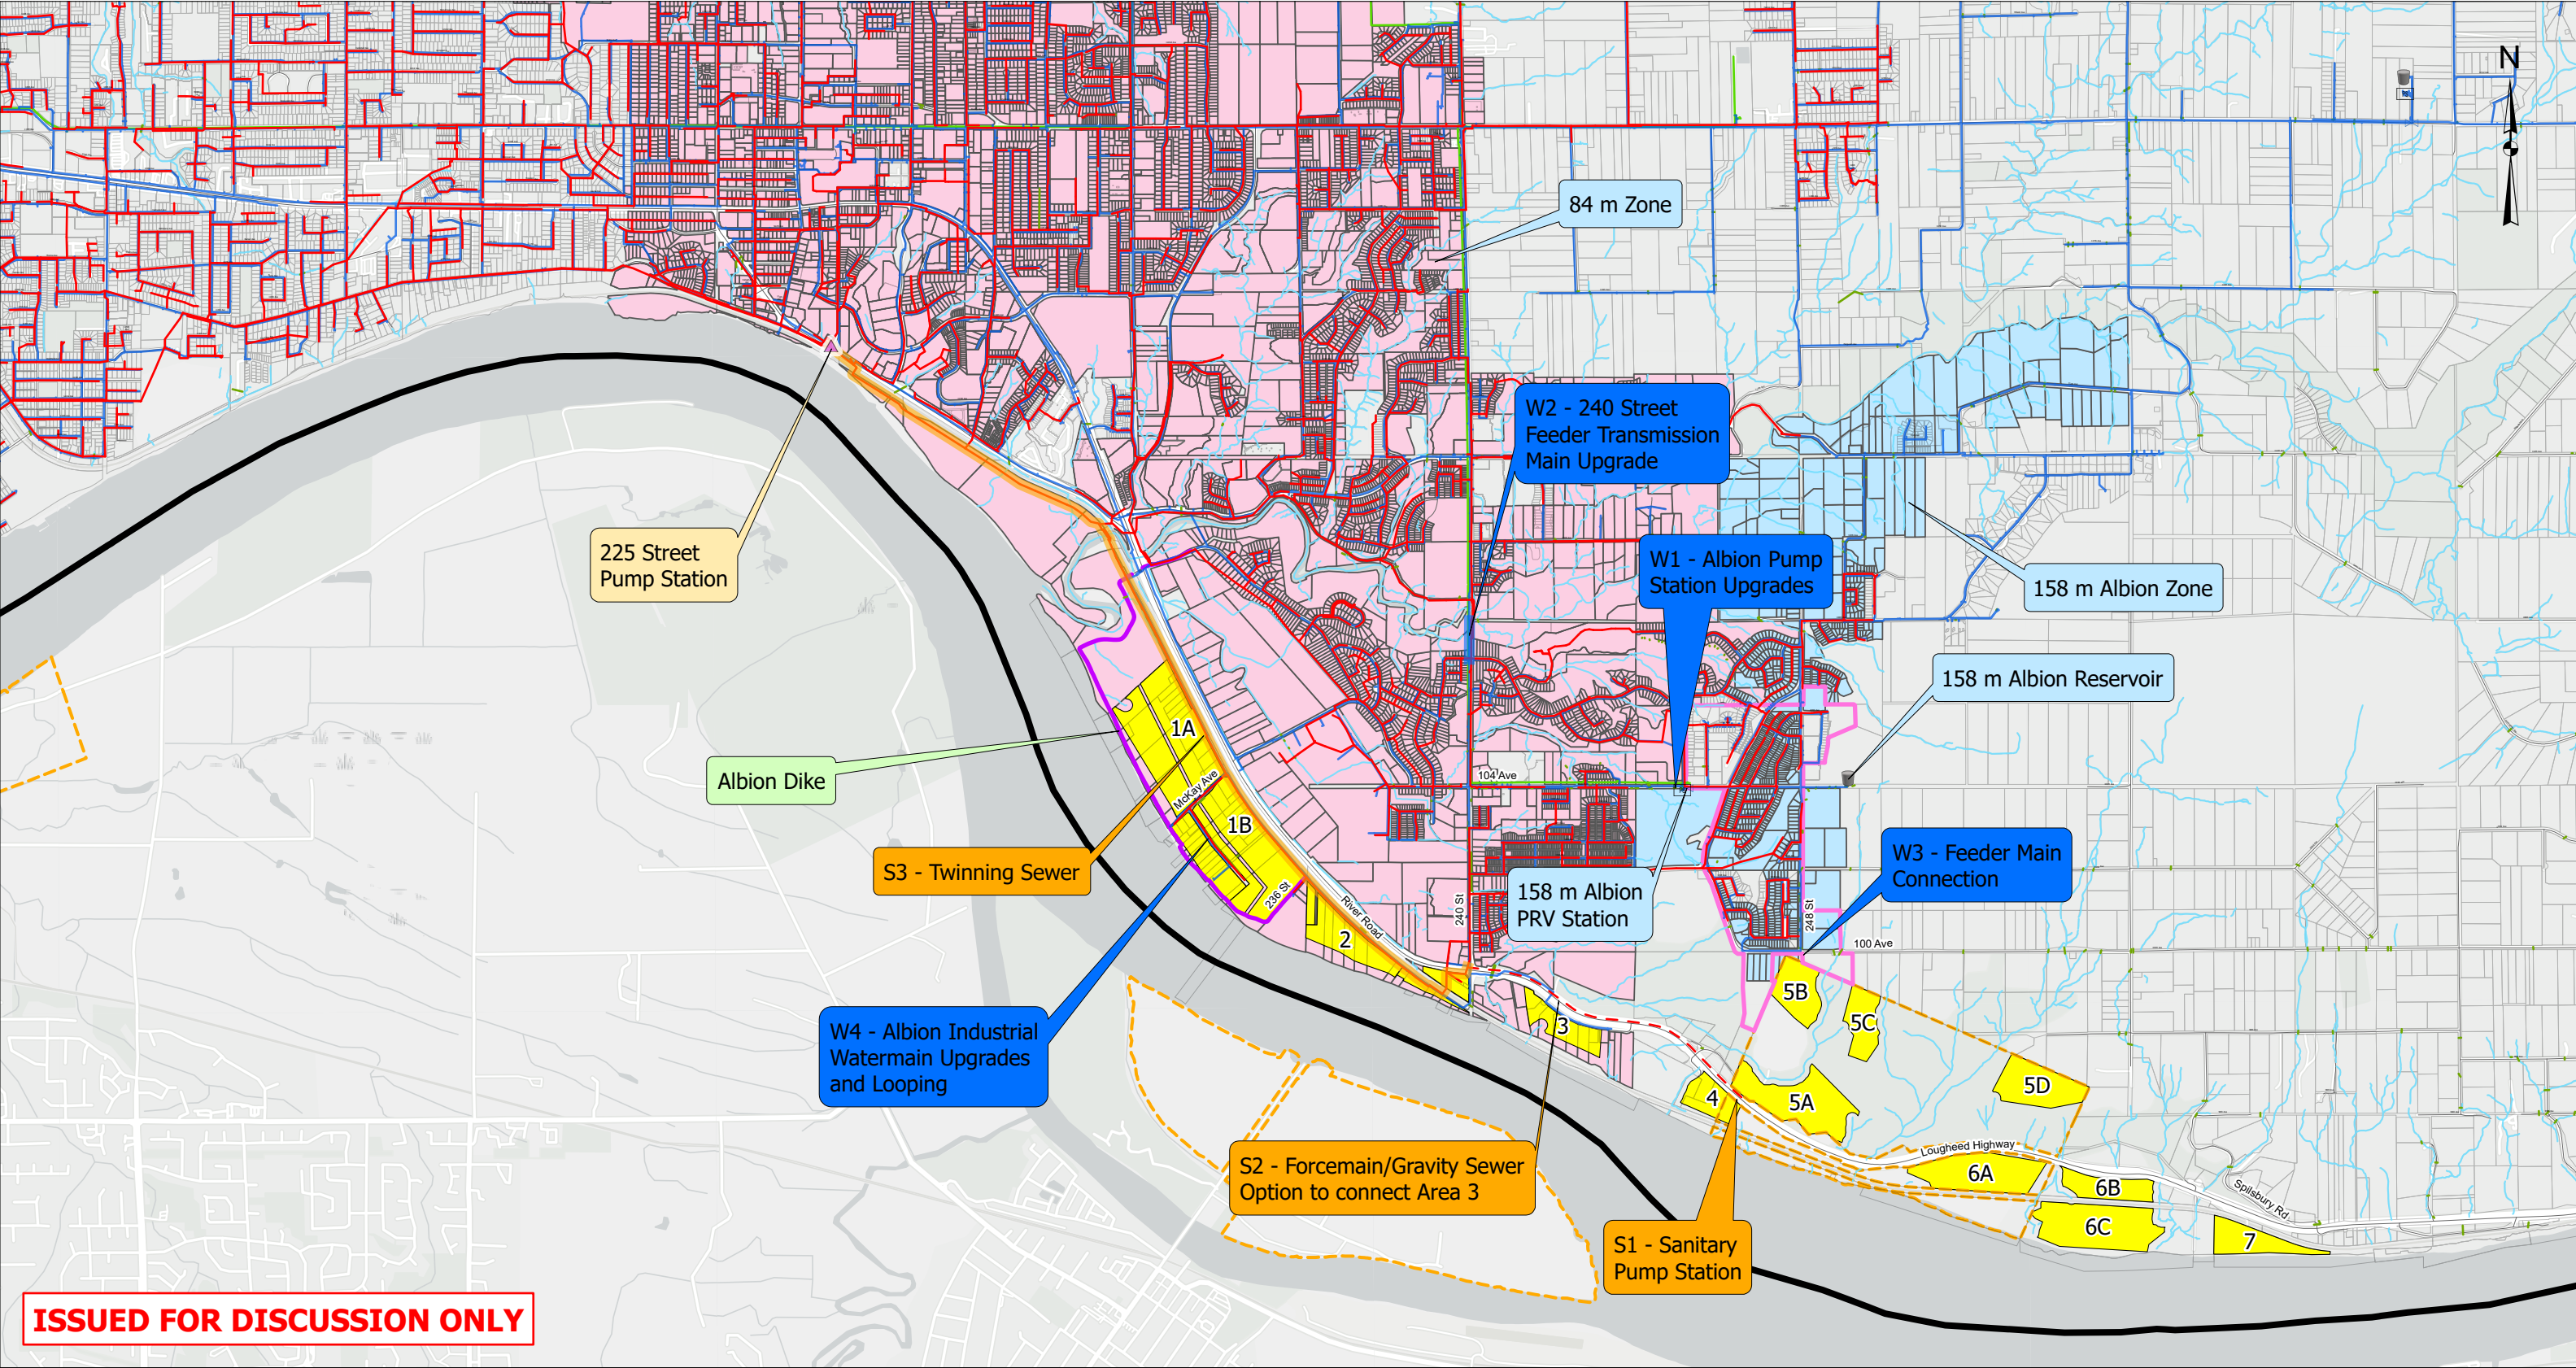 N
84 m Zone
W2 - 240 Street
Feeder Transmission
Main Upgrade
225 Street
Pump Station
W1 - Albion Pump
Station Upgrades
158 m Albion Zone
158 m Albion Reservoir
1A
Albion Dike
104 Ave
McKay Ave
1B
S3 - Twinning Sewer
W3 - Feeder Main
Connection
158 m Albion
PRV Station
236 St
River Road
240 St
248 St
100 Ave
2
W4 - Albion Industrial
Watermain Upgrades
and Looping
5B
5C
3
5D
4
5A
Lougheed Highway
S2 - Forcemain/Gravity Sewer
Option to connect Area 3
6A
6B
Spilsbury Rd
6C
7
S1 - Sanitary
Pump Station
ISSUED FOR DISCUSSION ONLY